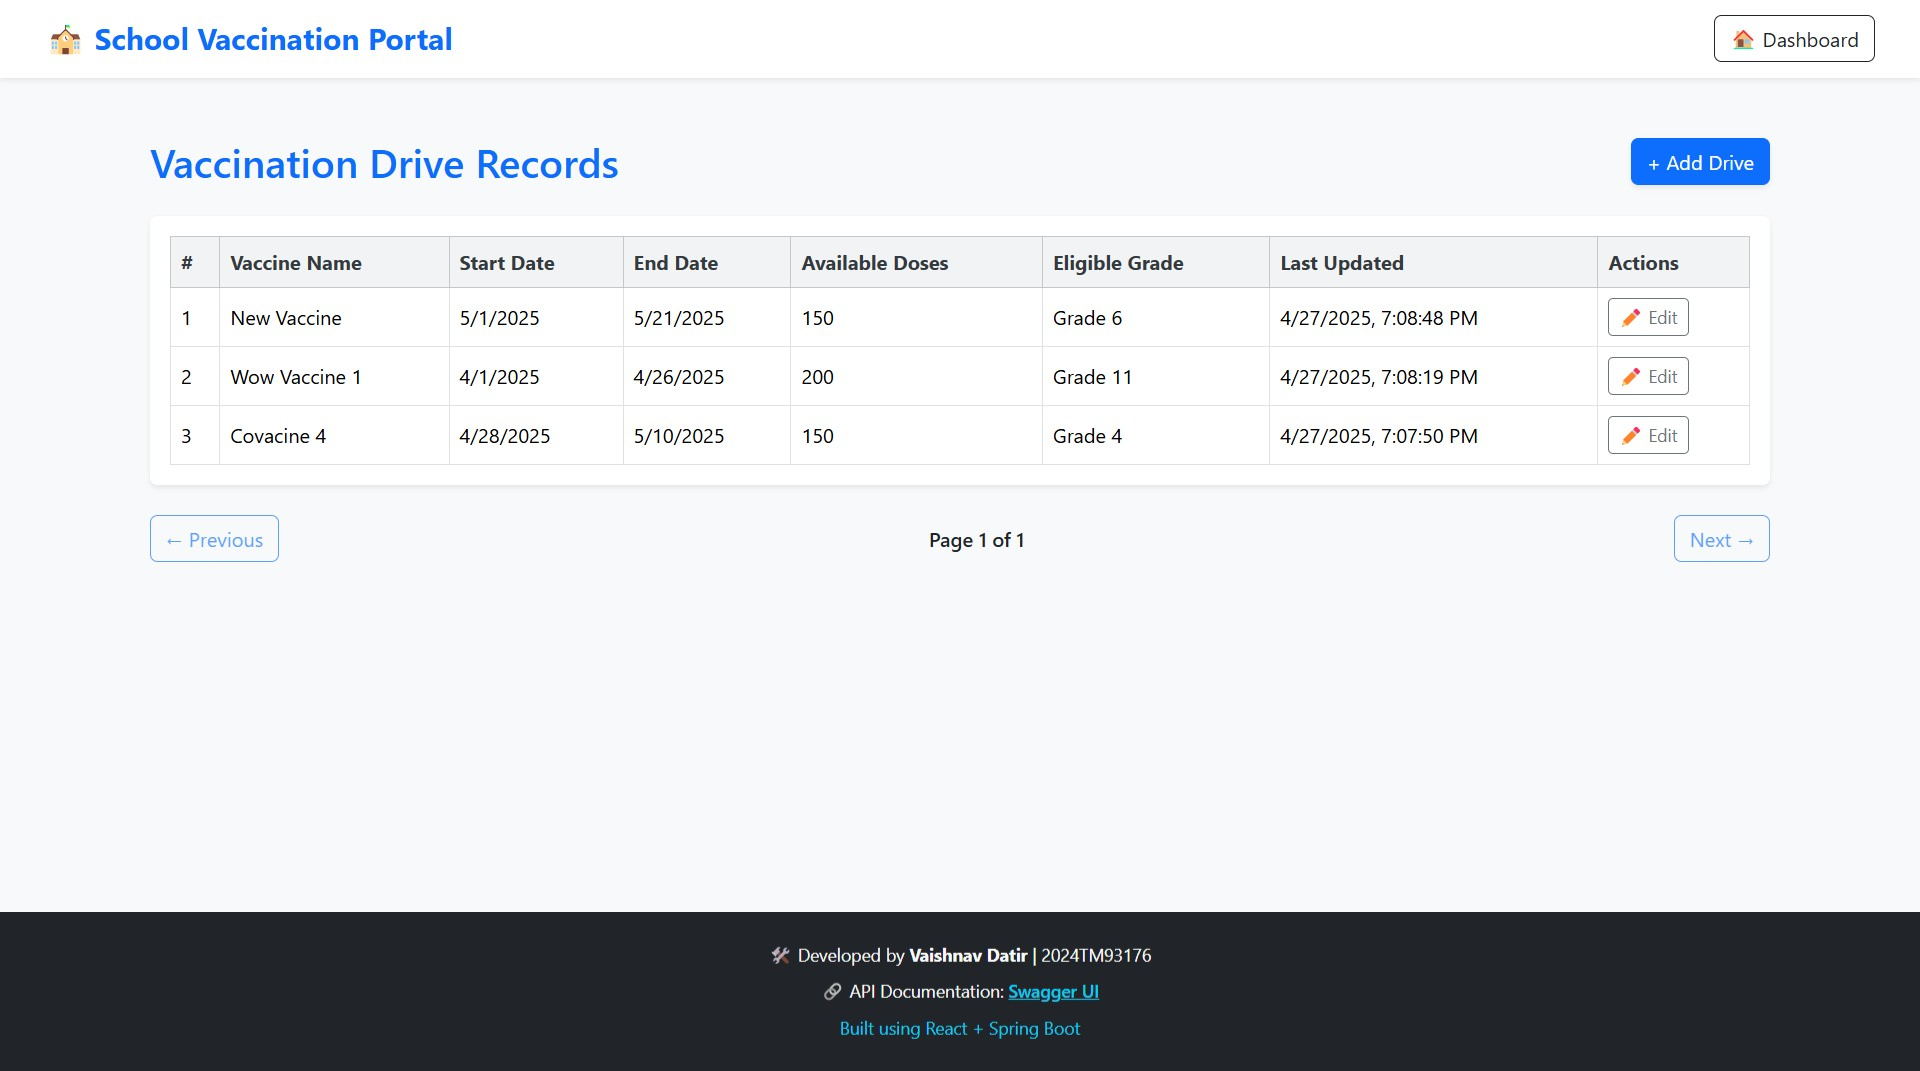 School Vaccination Portal
Dashboard
Vaccination Drive Records
+ Add Drive
# Vaccine Name Start Date End Date Available Doses Eligible Grade Last Updated Actions
1 New Vaccine 5/1/2025 5/21/2025 150 Grade 6 4/27/2025, 7:08:48 PM Edit
2 Wow Vaccine 1 4/1/2025 4/26/2025 200 Grade 11 4/27/2025, 7:08:19 PM Edit
3 Covacine 4 4/28/2025 5/10/2025 150 Grade 4 4/27/2025, 7:07:50 PM Edit
← Previous Page 1 of 1 Next →
Developed by Vaishnav Datir | 2024TM93176
API Documentation: Swagger UI
Built using React + Spring Boot